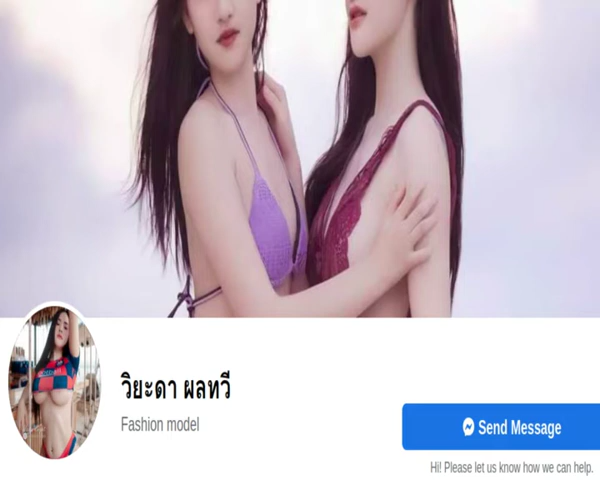 วิยะดา ผลทวี
Fashion model
Send Message
Hi! Please let us know how we can help.